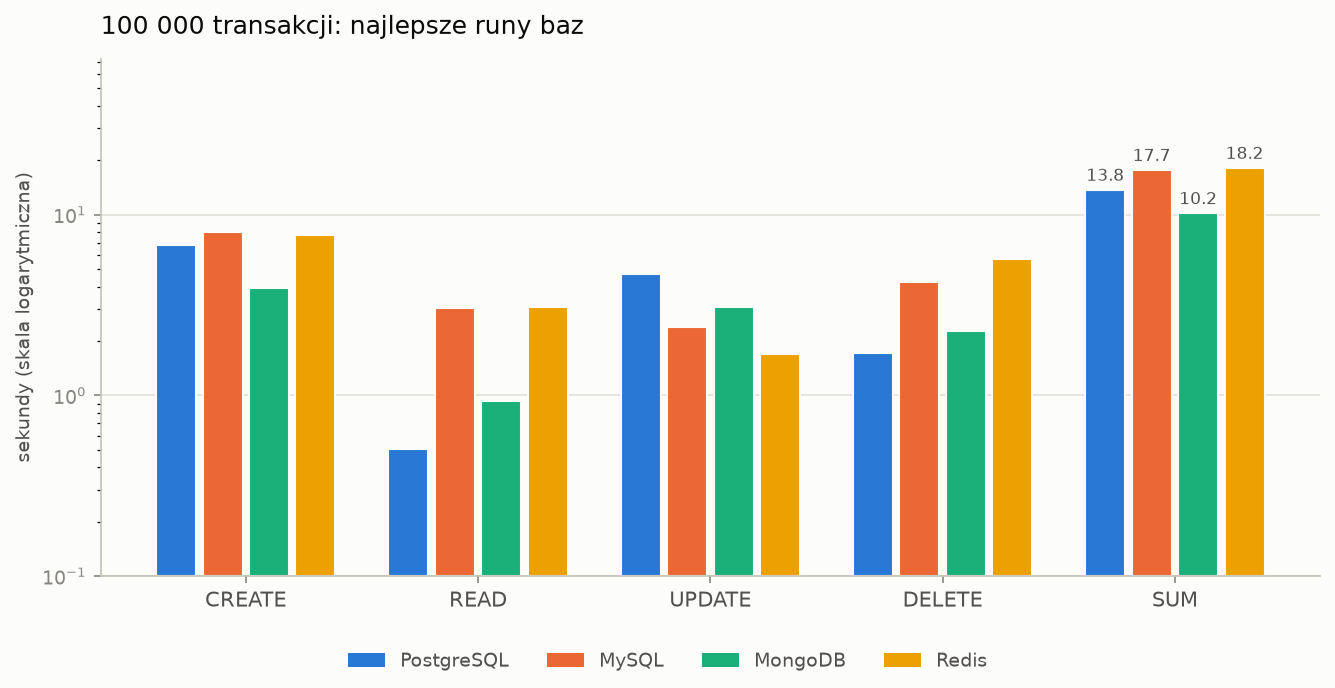 100 000 transakcji: najlepsze runy baz
sekundy (skala logarytmiczna)
10¹
10⁰
10⁻¹
13.8
17.7
10.2
18.2
CREATE
READ
UPDATE
DELETE
SUM
PostgreSQL
MySQL
MongoDB
Redis